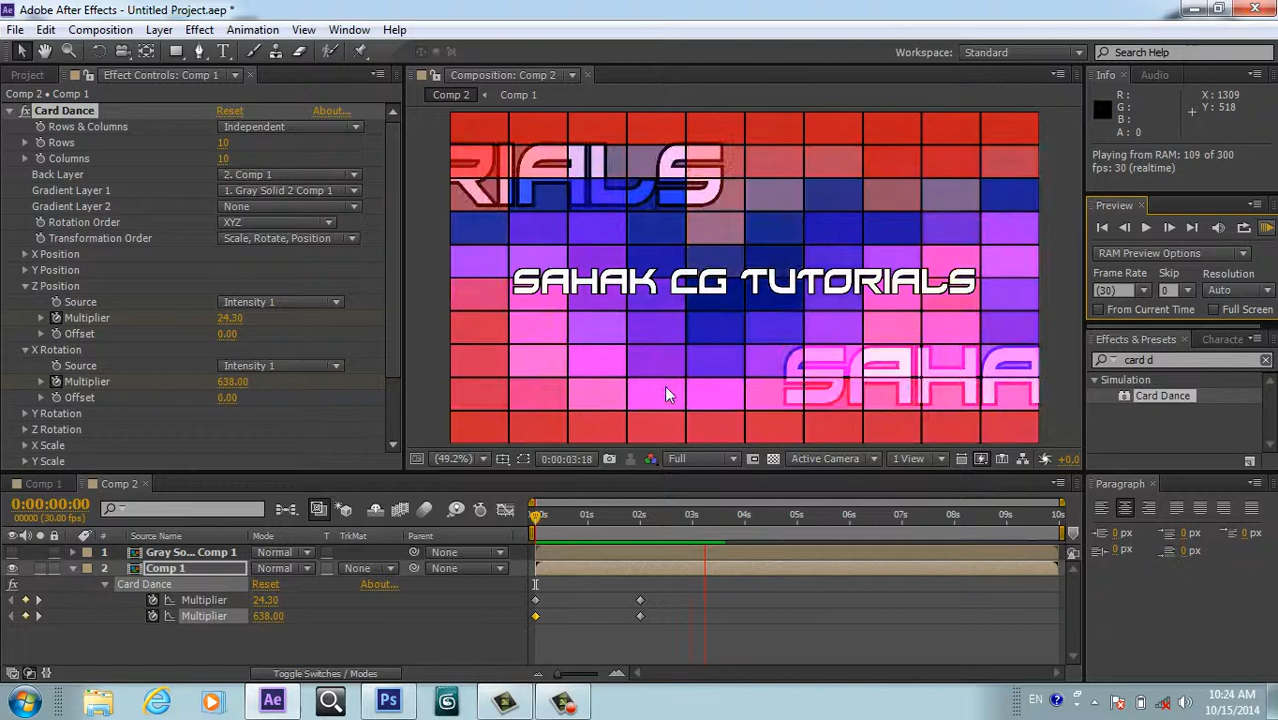 Adobe After Effects - Untitled Project.aep *
File Edit Composition Layer Effect Animation View Window Help
Workspace: Standard Search Help
Project Effect Controls: Comp 1 Composition: Comp 2 Info Audio
Comp 2 • Comp 1
Comp 2 Comp 1
Card Dance Reset About...
Rows & Columns Independent
Rows 10
Columns 10
Back Layer 2. Comp 1
Gradient Layer 1 1. Gray Solid 2 Comp 1
Gradient Layer 2 None
Rotation Order XYZ
Transformation Order Scale, Rotate, Position
X Position
Y Position
Z Position
Source Intensity 1
Multiplier 24.30
Offset 0.00
X Rotation
Source Intensity 1
Multiplier 638.00
Offset 0.00
Y Rotation
Z Rotation
X Scale
Y Scale
RIALS
SAHAK CG TUTORIALS
SAHA
R :
G :
B :
A : 0
X : 1309
Y : 518
Playing from RAM: 109 of 300
fps: 30 (realtime)
Preview
RAM Preview Options
Frame Rate Skip Resolution
(30) 0 Auto
From Current Time Full Screen
Effects & Presets Characte
card d
Simulation
Card Dance
(49.2%) 0:00:03:18 Full Active Camera 1 View +0.0
Comp 1 Comp 2
0:00:00:00
00000 (30.00 fps)
0s 01s 02s 03s 04s 05s 06s 07s 08s 09s 10s
# Source Name Mode T TrkMat Parent
1 Gray So... Comp 1 Normal None
2 Comp 1 Normal None None
Card Dance Reset About...
Multiplier 24.30
Multiplier 638.00
Toggle Switches / Modes
Paragraph
0 px 0 px 0 px
0 px 0 px
Ae Ps
EN
10:24 AM
10/15/2014